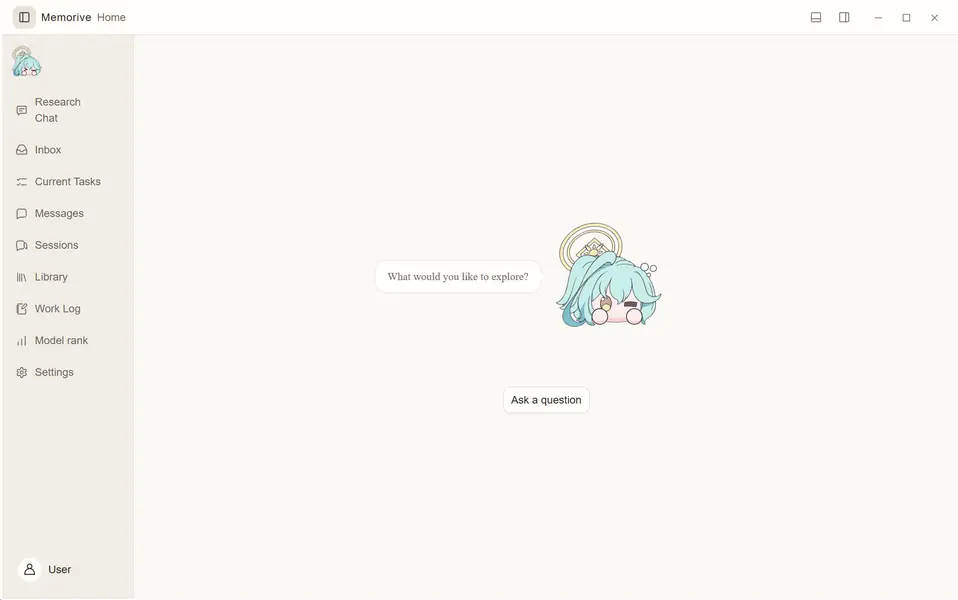 Memorive Home
Research
Chat
Inbox
Current Tasks
Messages
Sessions
Library
Work Log
Model rank
Settings
What would you like to explore?
Ask a question
User